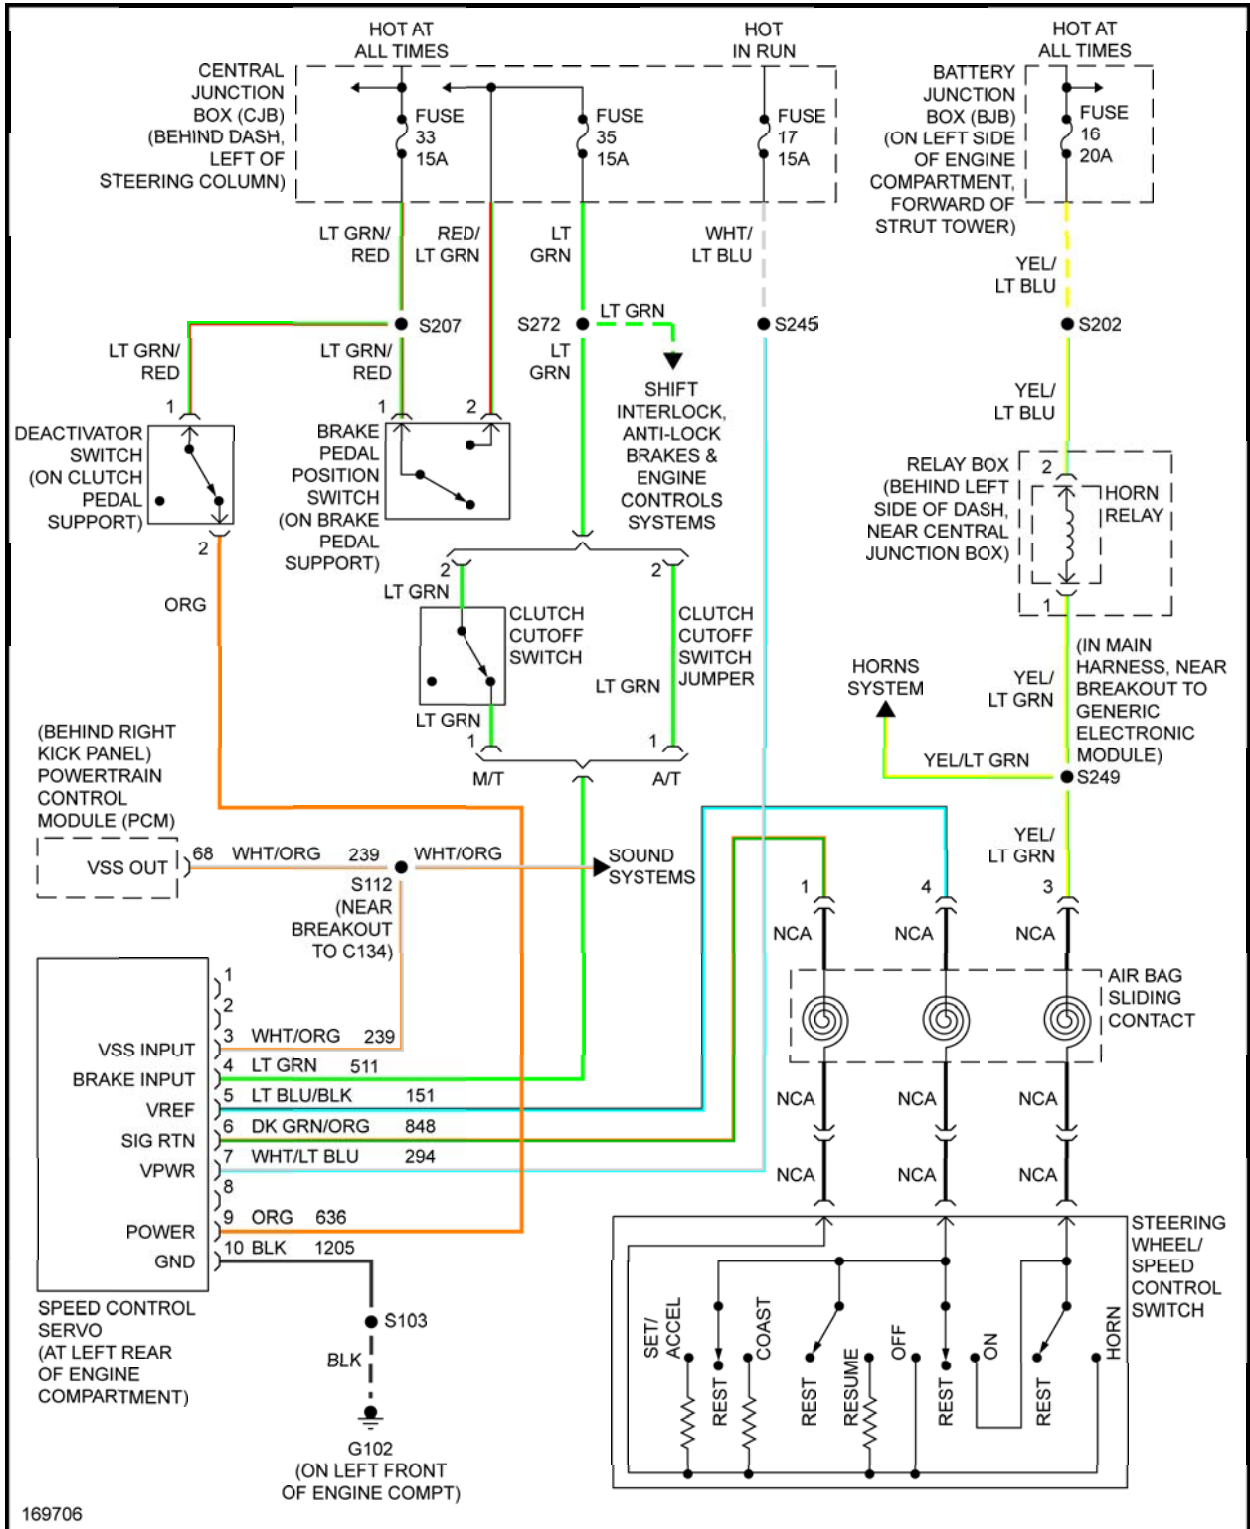 HOT AT
ALL TIMES
HOT
IN RUN
HOT AT
ALL TIMES
CENTRAL
JUNCTION
BOX (CJB)
(BEHIND DASH,
LEFT OF
STEERING COLUMN)
FUSE
33
15A
FUSE
35
15A
FUSE
17
15A
BATTERY
JUNCTION
BOX (BJB)
(ON LEFT SIDE
OF ENGINE
COMPARTMENT,
FORWARD OF
STRUT TOWER)
FUSE
16
20A
LT GRN/
RED
RED/
LT GRN
LT
GRN
WHT/
LT BLU
YEL/
LT BLU
S207
S272
LT GRN
S245
S202
LT GRN/
RED
LT GRN/
RED
LT
GRN
YEL/
LT BLU
SHIFT
INTERLOCK,
ANTI-LOCK
BRAKES &
ENGINE
CONTROLS
SYSTEMS
1
1
2
DEACTIVATOR
SWITCH
(ON CLUTCH
PEDAL
SUPPORT)
2
BRAKE
PEDAL
POSITION
SWITCH
(ON BRAKE
PEDAL
SUPPORT)
RELAY BOX
(BEHIND LEFT
SIDE OF DASH,
NEAR CENTRAL
JUNCTION BOX)
2
HORN
RELAY
1
ORG
2
LT GRN
2
CLUTCH
CUTOFF
SWITCH
CLUTCH
CUTOFF
SWITCH
JUMPER
LT GRN
LT GRN
1
1
M/T
A/T
HORNS
SYSTEM
YEL/
LT GRN
(IN MAIN
HARNESS, NEAR
BREAKOUT TO
GENERIC
ELECTRONIC
MODULE)
YEL/LT GRN
S249
YEL/
LT GRN
(BEHIND RIGHT
KICK PANEL)
POWERTRAIN
CONTROL
MODULE (PCM)
VSS OUT
68
WHT/ORG
239
WHT/ORG
SOUND
SYSTEMS
S112
(NEAR
BREAKOUT
TO C134)
1
4
3
NCA
NCA
NCA
AIR BAG
SLIDING
CONTACT
NCA
NCA
NCA
NCA
NCA
NCA
1
2
VSS INPUT
3
WHT/ORG
239
BRAKE INPUT
4
LT GRN
511
VREF
5
LT BLU/BLK
151
SIG RTN
6
DK GRN/ORG
848
VPWR
7
WHT/LT BLU
294
8
POWER
9
ORG
636
GND
10
BLK
1205
SPEED CONTROL
SERVO
(AT LEFT REAR
OF ENGINE
COMPARTMENT)
S103
BLK
G102
(ON LEFT FRONT
OF ENGINE COMPT)
STEERING
WHEEL/
SPEED
CONTROL
SWITCH
SET/
ACCEL
REST
COAST
REST
RESUME
OFF
REST
ON
REST
HORN
169706